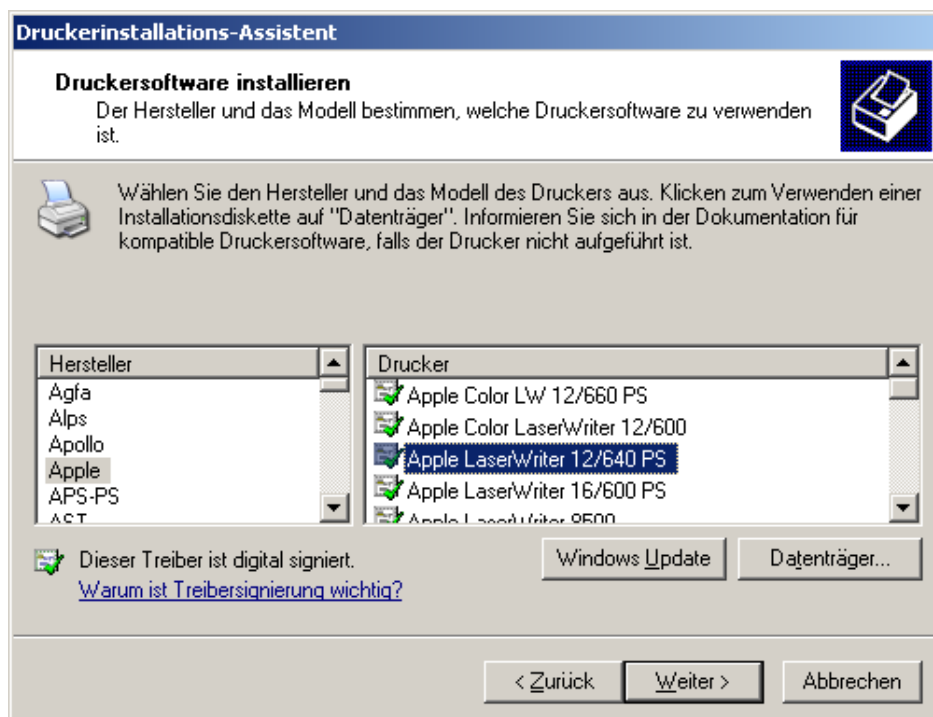 Druckerinstallations-Assistent
Druckersoftware installieren
Der Hersteller und das Modell bestimmen, welche Druckersoftware zu verwenden
ist.
Wählen Sie den Hersteller und das Modell des Druckers aus. Klicken zum Verwenden einer
Installationsdiskette auf "Datenträger". Informieren Sie sich in der Dokumentation für
kompatible Druckersoftware, falls der Drucker nicht aufgeführt ist.
Hersteller
Agfa
Alps
Apollo
Apple
APS-PS
AST
Drucker
Apple Color LW 12/660 PS
Apple Color LaserWriter 12/600
Apple LaserWriter 12/640 PS
Apple LaserWriter 16/600 PS
Apple LaserWriter 8500
Dieser Treiber ist digital signiert.
Warum ist Treibersignierung wichtig?
Windows Update
Datenträger...
< Zurück
Weiter >
Abbrechen